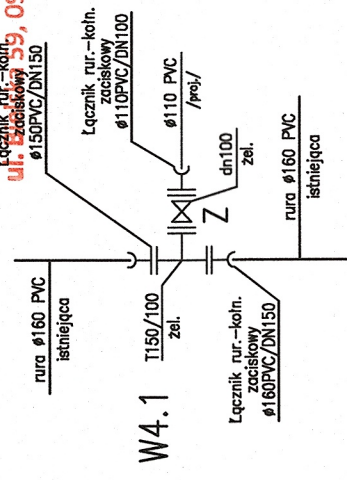 ul. B
59, 09
Łącznik rur.-kołn.
zaciskowy
ø150PVC/DN150
Łącznik rur.-kołn.
zaciskowy
ø110PVC/DN100
ø110 PVC
/proj./
dn100
żel.
Z
rura ø160 PVC
istniejąca
rura ø160 PVC
istniejąca
T150/100
żel.
Łącznik rur.-kołn.
zaciskowy
ø160PVC/DN150
W4.1